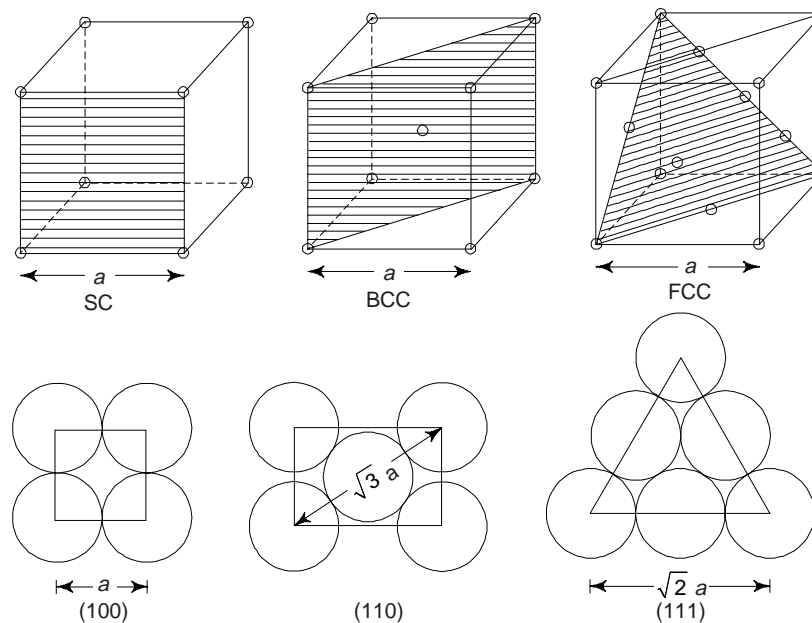 a a a
SC BCC FCC
√3 a
a √2 a
(100) (110) (111)